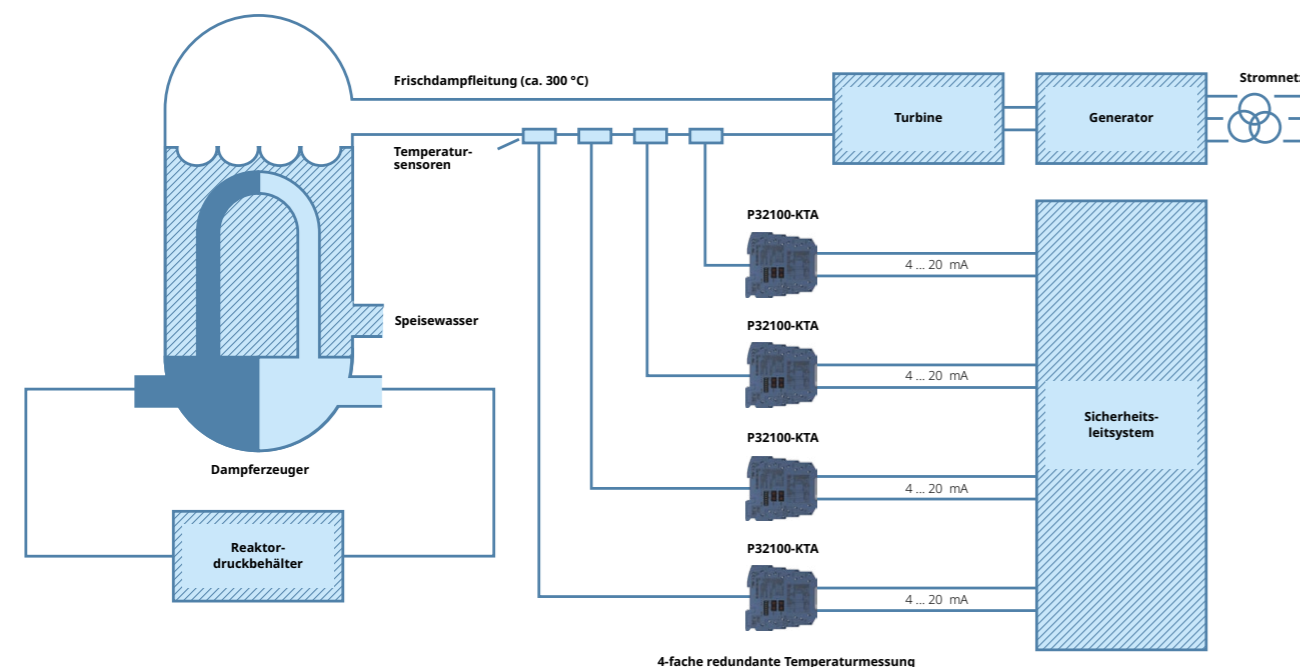 Frischdampfleitung (ca. 300 °C)
Stromnetz
Turbine
Generator
Temperatur-
sensoren
P32100-KTA
4 ... 20 mA
Speisewasser
P32100-KTA
4 ... 20 mA
Sicherheits-
leitsystem
P32100-KTA
4 ... 20 mA
Dampferzeuger
Reaktor-
druckbehälter
P32100-KTA
4 ... 20 mA
4-fache redundante Temperaturmessung